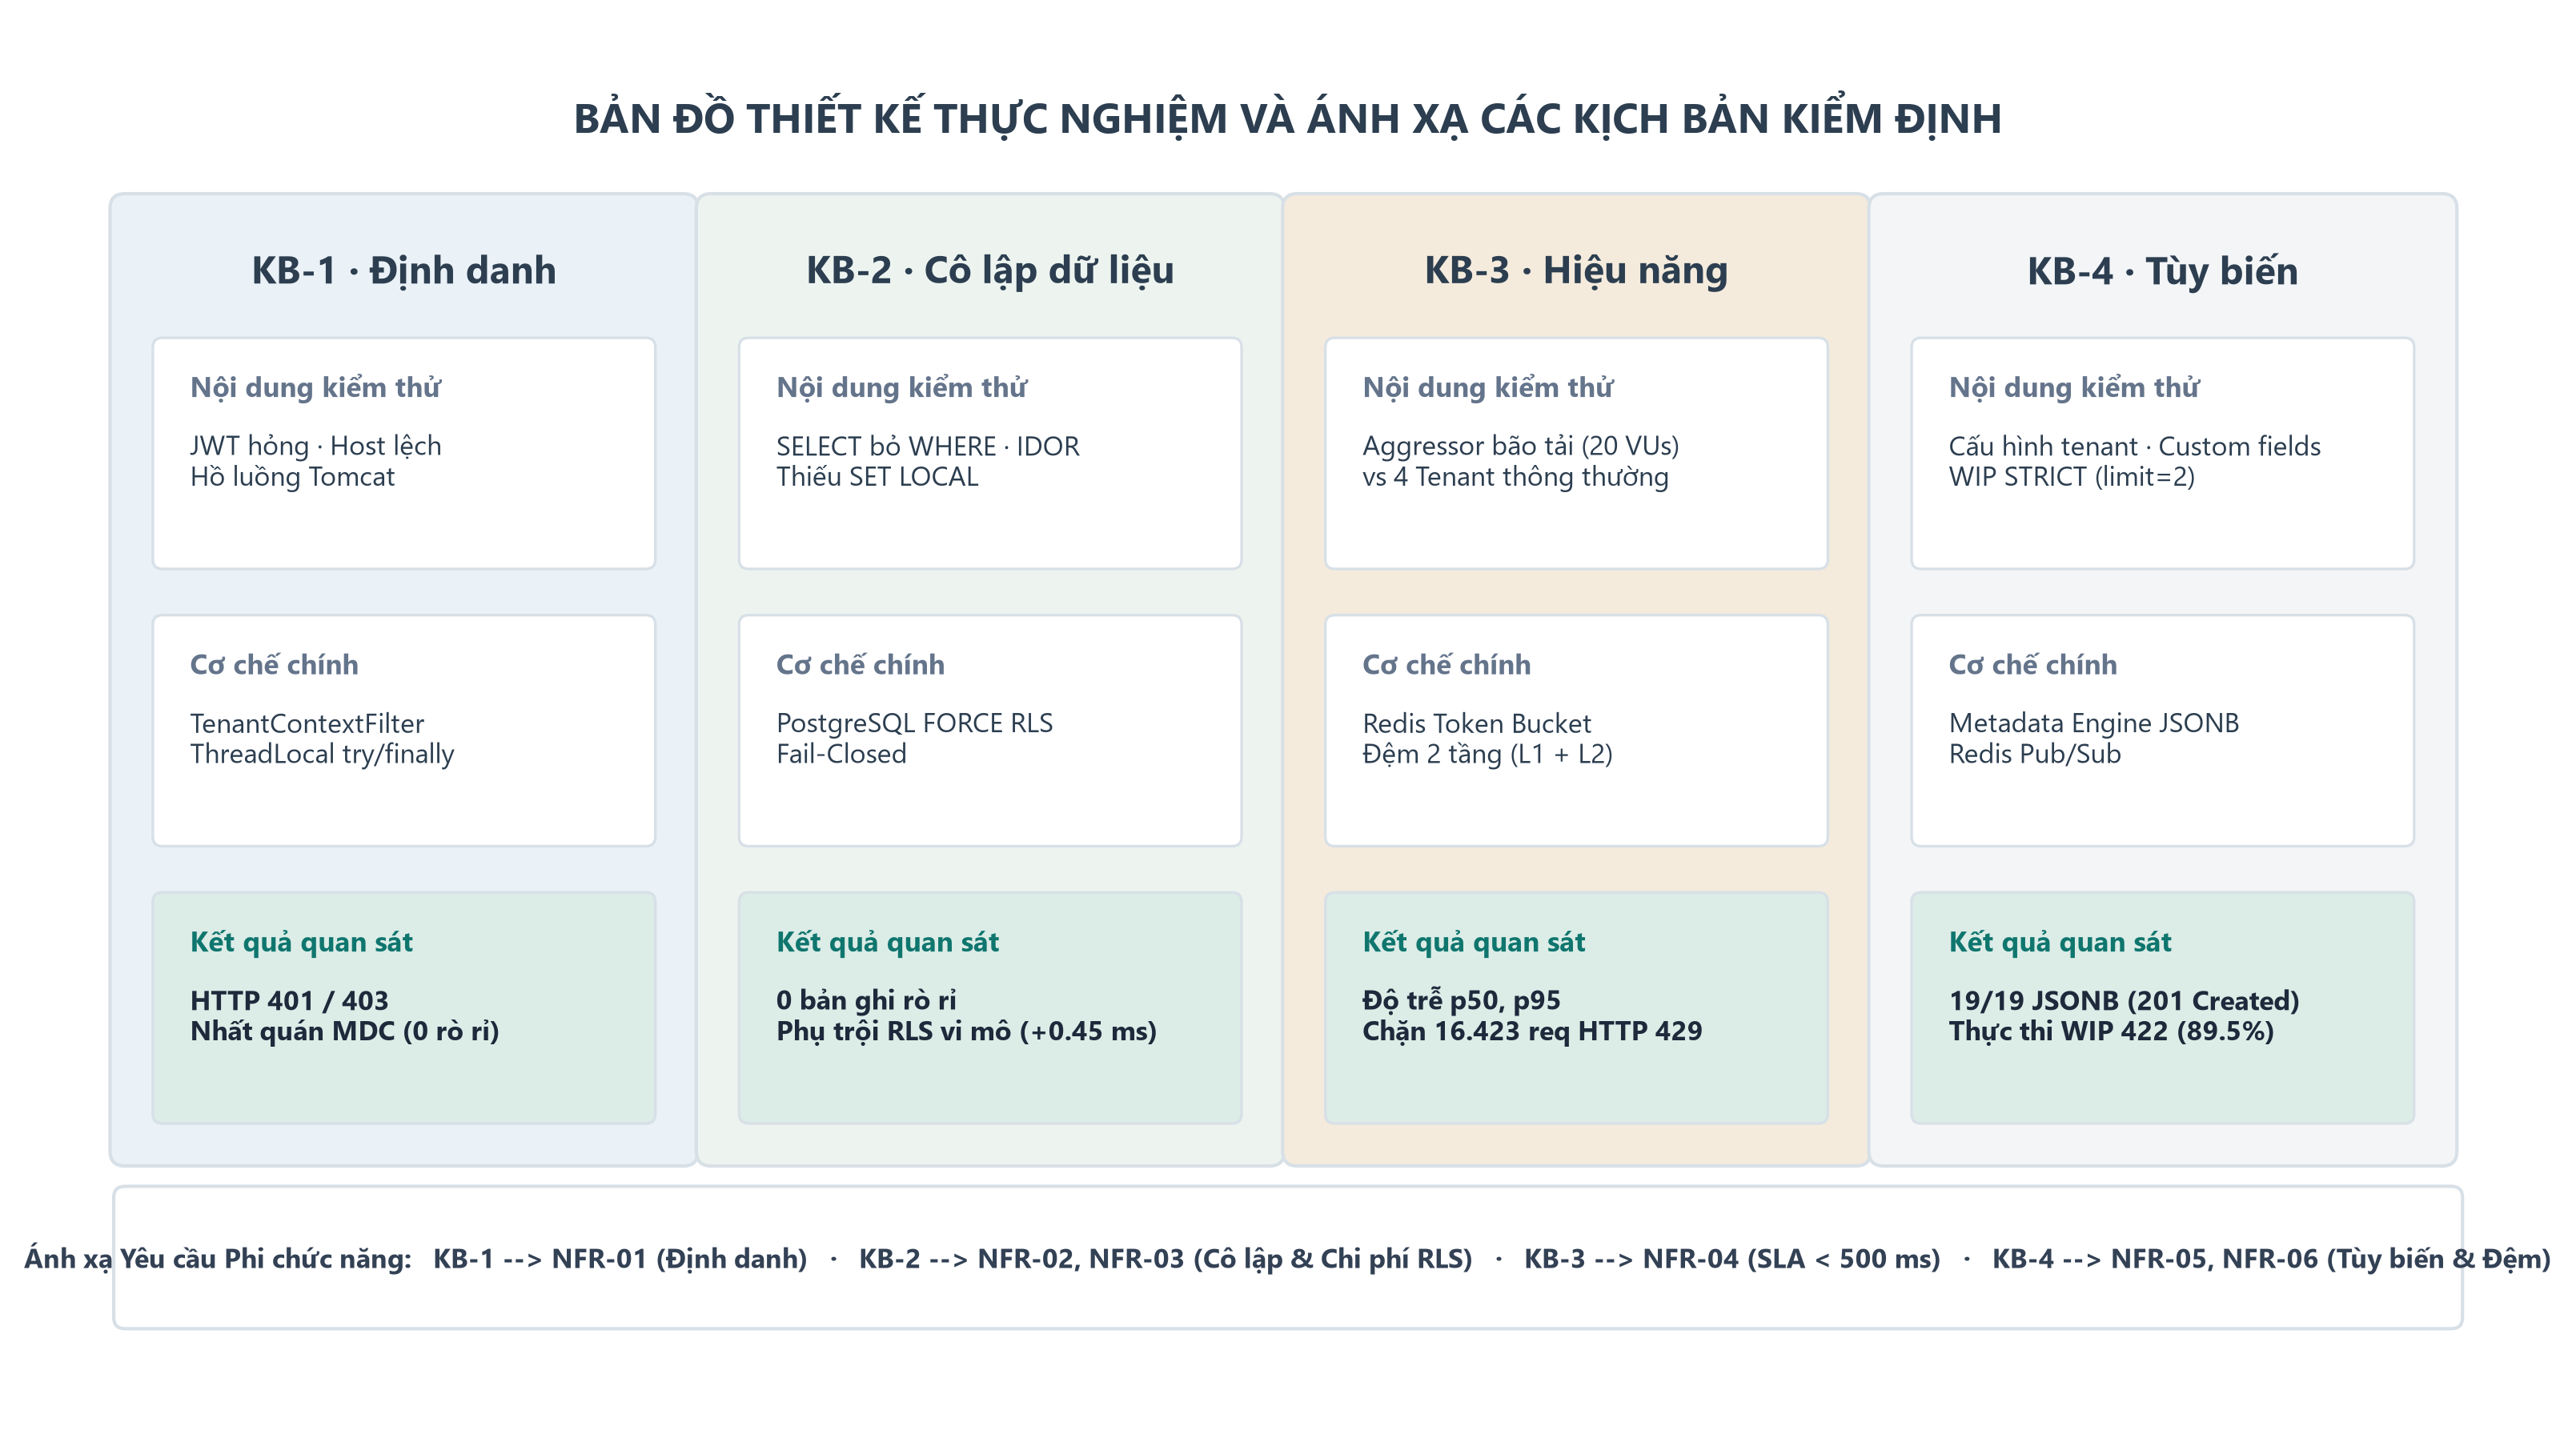 BẢN ĐỒ THIẾT KẾ THỰC NGHIỆM VÀ ÁNH XẠ CÁC KỊCH BẢN KIỂM ĐỊNH
KB-1 · Định danh
Nội dung kiểm thử
JWT hỏng · Host lệch
Hồ luồng Tomcat
Cơ chế chính
TenantContextFilter
ThreadLocal try/finally
Kết quả quan sát
HTTP 401 / 403
Nhất quán MDC (0 rò rỉ)
KB-2 · Cô lập dữ liệu
Nội dung kiểm thử
SELECT bỏ WHERE · IDOR
Thiếu SET LOCAL
Cơ chế chính
PostgreSQL FORCE RLS
Fail-Closed
Kết quả quan sát
0 bản ghi rò rỉ
Phụ trội RLS vi mô (+0.45 ms)
KB-3 · Hiệu năng
Nội dung kiểm thử
Aggressor bão tải (20 VUs)
vs 4 Tenant thông thường
Cơ chế chính
Redis Token Bucket
Đệm 2 tầng (L1 + L2)
Kết quả quan sát
Độ trễ p50, p95
Chặn 16.423 req HTTP 429
KB-4 · Tùy biến
Nội dung kiểm thử
Cấu hình tenant · Custom fields
WIP STRICT (limit=2)
Cơ chế chính
Metadata Engine JSONB
Redis Pub/Sub
Kết quả quan sát
19/19 JSONB (201 Created)
Thực thi WIP 422 (89.5%)
Ánh xạ Yêu cầu Phi chức năng: KB-1 --> NFR-01 (Định danh) · KB-2 --> NFR-02, NFR-03 (Cô lập & Chi phí RLS) · KB-3 --> NFR-04 (SLA < 500 ms) · KB-4 --> NFR-05, NFR-06 (Tùy biến & Đệm)